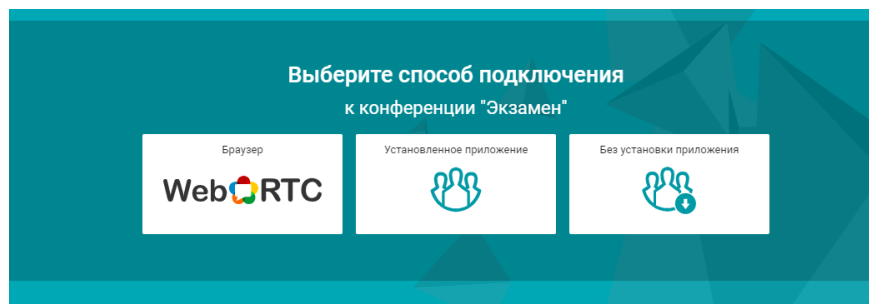 Выберите способ подключения
к конференции "Экзамен"
Браузер
WebRTC
Установленное приложение
Без установки приложения